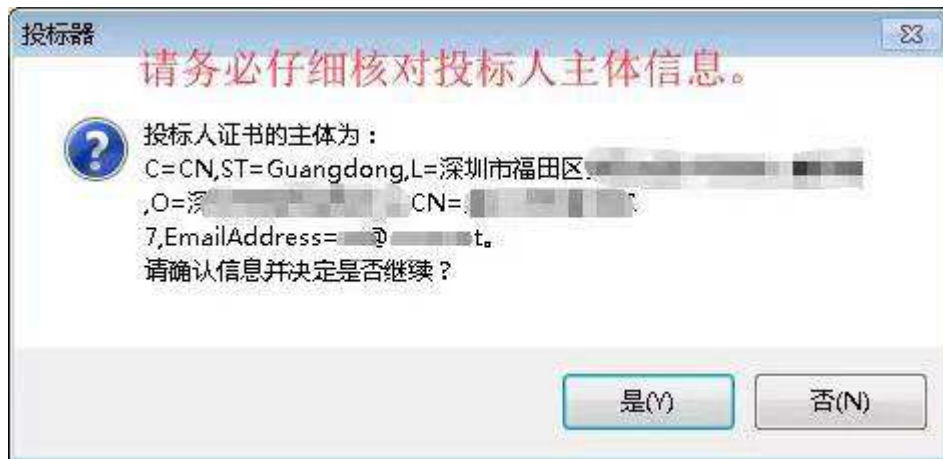 投标器
请务必仔细核对投标人主体信息。
投标人证书的主体为：
C=CN,ST=Guangdong,L=深圳市福田区
,O=深 CN=
7,EmailAddress= @ t。
请确认信息并决定是否继续？
是(Y) 否(N)